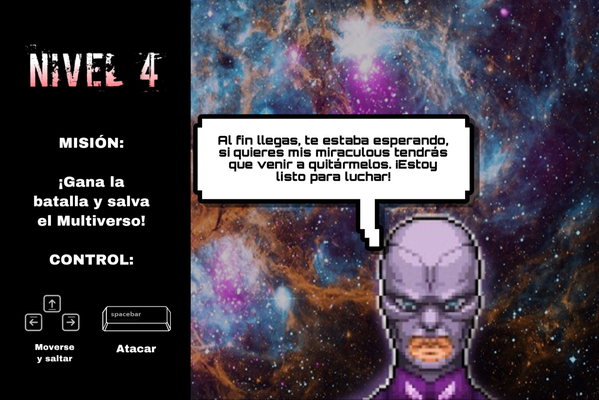 NIVEL 4
MISIÓN:
¡Gana la
batalla y salva
el Multiverso!
CONTROL:
spacebar
Moverse
y saltar
Atacar
Al fin llegas, te estaba esperando,
si quieres mis miraculous tendrás
que venir a quitármelos. ¡Estoy
listo para luchar!